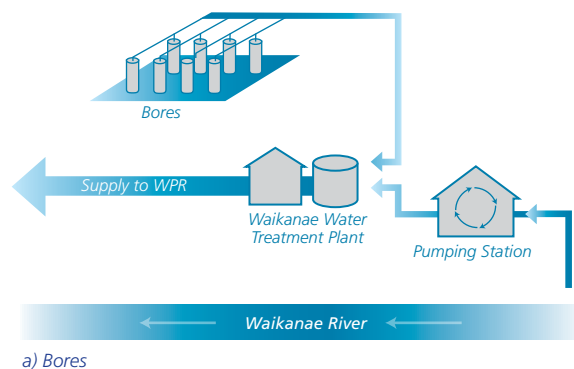 Bores
Supply to WPR
Waikanae Water
Treatment Plant
Pumping Station
Waikanae River
a) Bores